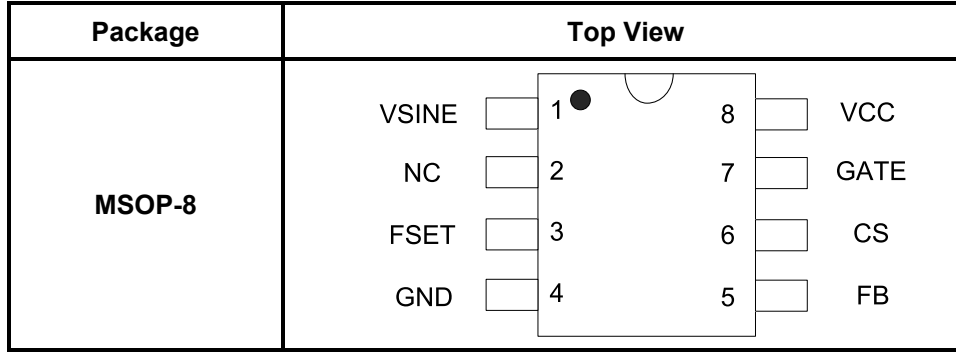 Package Top View
VSINE 1 8 VCC
NC 2 7 GATE
MSOP-8
FSET 3 6 CS
GND 4 5 FB